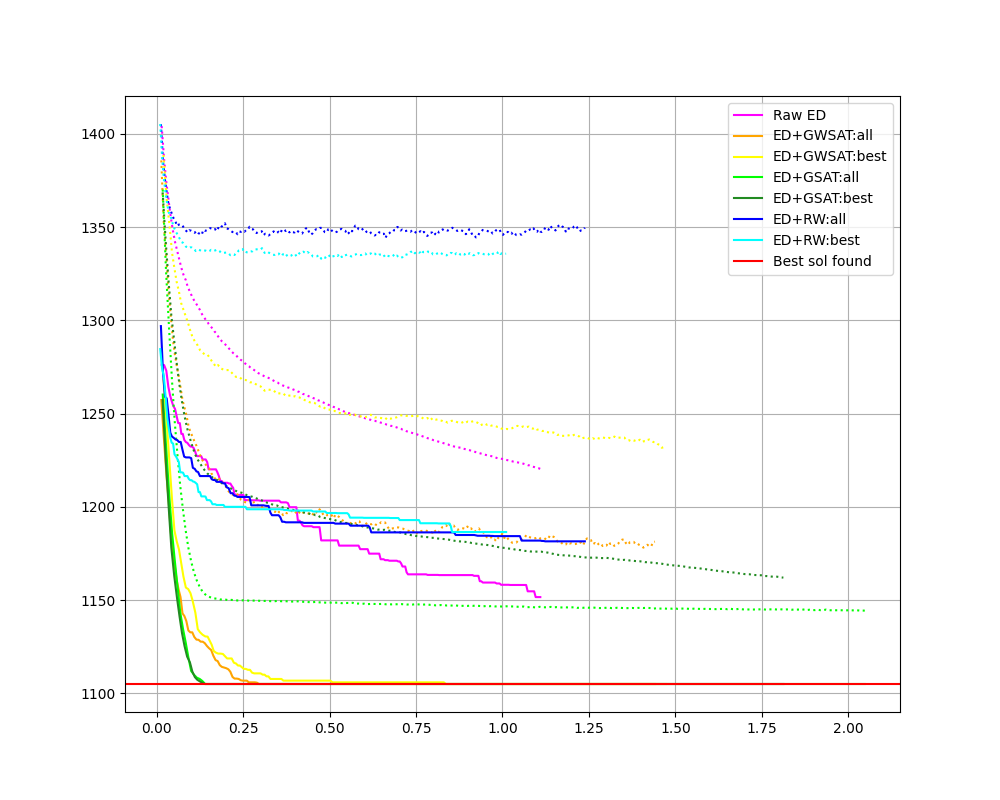 1400
1350
1300
1250
1200
1150
1100
0.00 0.25 0.50 0.75 1.00 1.25 1.50 1.75 2.00
Raw ED
ED+GWSAT:all
ED+GWSAT:best
ED+GSAT:all
ED+GSAT:best
ED+RW:all
ED+RW:best
Best sol found